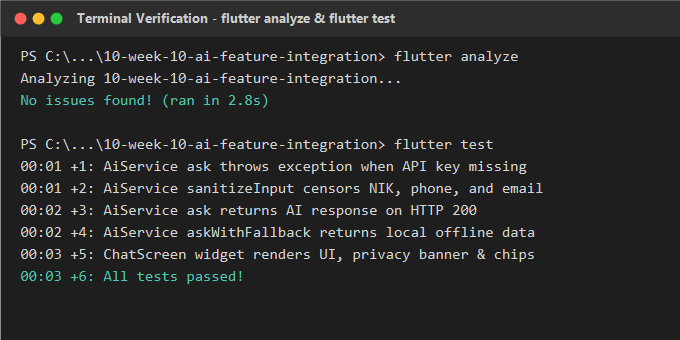 Terminal Verification - flutter analyze & flutter test
PS C:\...\10-week-10-ai-feature-integration> flutter analyze
Analyzing 10-week-10-ai-feature-integration...
No issues found! (ran in 2.8s)
PS C:\...\10-week-10-ai-feature-integration> flutter test
00:01 +1: AiService ask throws exception when API key missing
00:01 +2: AiService sanitizeInput censors NIK, phone, and email
00:02 +3: AiService ask returns AI response on HTTP 200
00:02 +4: AiService askWithFallback returns local offline data
00:03 +5: ChatScreen widget renders UI, privacy banner & chips
00:03 +6: All tests passed!